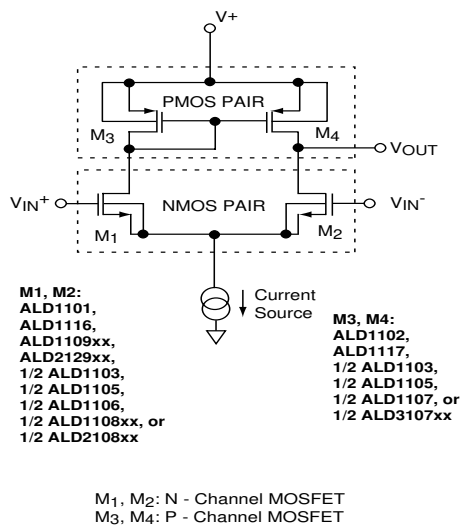 V+
PMOS PAIR
M3
M4
VOUT
VIN+
NMOS PAIR
VIN-
M1
M2
Current
Source
M1, M2:
ALD1101,
ALD1116,
ALD1109xx,
ALD2129xx,
1/2 ALD1103,
1/2 ALD1105,
1/2 ALD1106,
1/2 ALD1108xx, or
1/2 ALD2108xx
M3, M4:
ALD1102,
ALD1117,
1/2 ALD1103,
1/2 ALD1105,
1/2 ALD1107, or
1/2 ALD3107xx
M1, M2: N - Channel MOSFET
M3, M4: P - Channel MOSFET